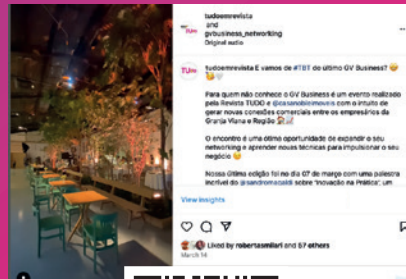 tudoemrevista
and
gvbusiness_networking
Original audio
TUDO
tudoemrevista E vamos de #TBT do último GV Business? 😍
Para quem não conhece o GV Business é um evento realizado
pela Revista TUDO e @casanobleimoveis com o intuito de
gerar novas conexões comerciais entre os empresários da
Granja Viana e Região
O encontro é uma ótima oportunidade de expandir o seu
networking e aprender novas técnicas para impulsionar o seu
negócio
Nossa última edição foi no dia 07 de março com uma palestra
incrível do @sandromagaldi sobre "Inovação na Prática", um
View insights
Liked by robertasmilari and 57 others
March 14